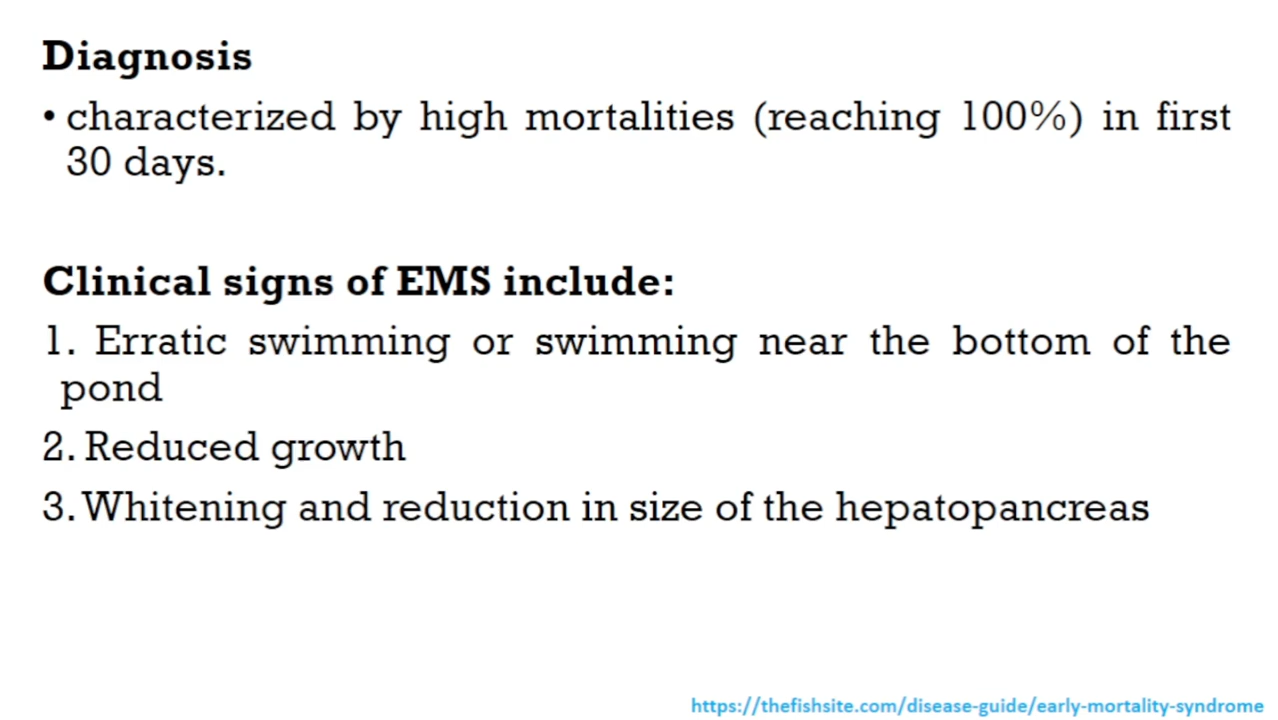 Diagnosis
• characterized by high mortalities (reaching 100%) in first
30 days.
Clinical signs of EMS include:
1. Erratic swimming or swimming near the bottom of the
pond
2. Reduced growth
3. Whitening and reduction in size of the hepatopancreas
https://thefishsite.com/disease-guide/early-mortality-syndrome